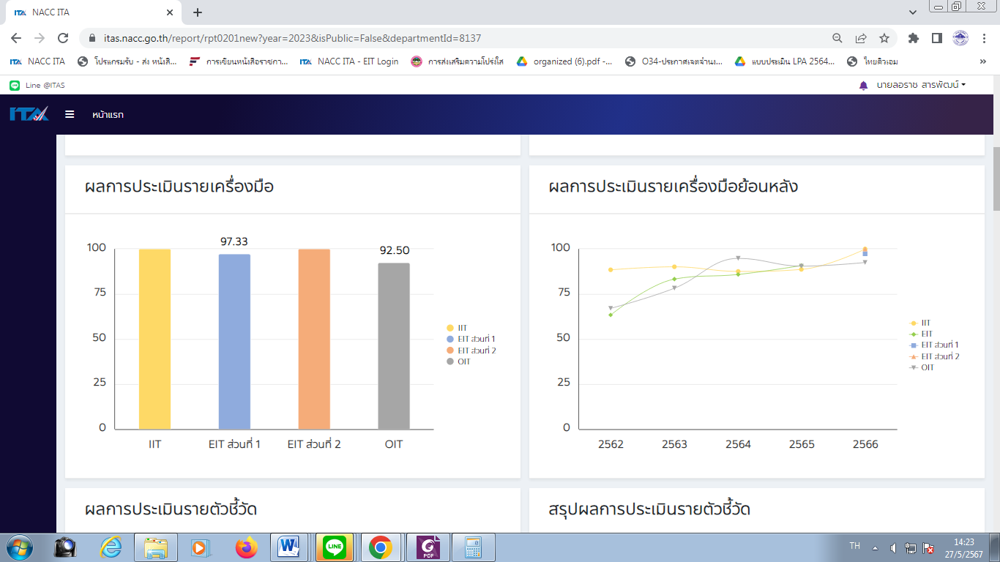 NACC ITA
itas.nacc.go.th/report/rpt0201new?year=2023&isPublic=False&departmentId=8137
NACC ITA โปรแกรมรับ - ส่ง หนังสื... การเขียนหนังสือราชกา... NACC ITA - EIT Login การส่งเสริมความโปร่งใส organized (6).pdf -... O34-ประกาศเจตจำนง... แบบประเมิน LPA 2564... ไทยคิวเอม »
Line @ITAS นายลอราช สารพัฒน์
ITA หน้าแรก
ผลการประเมินรายเครื่องมือ
100
75
50
25
0
97.33
92.50
IIT EIT ส่วนที่ 1 EIT ส่วนที่ 2 OIT
IIT
EIT ส่วนที่ 1
EIT ส่วนที่ 2
OIT
ผลการประเมินรายเครื่องมือย้อนหลัง
100
75
50
25
0
2562 2563 2564 2565 2566
IIT
EIT
EIT ส่วนที่ 1
EIT ส่วนที่ 2
OIT
ผลการประเมินรายตัวชี้วัด
สรุปผลการประเมินรายตัวชี้วัด
LINE
PDF
TH
14:23
27/5/2567